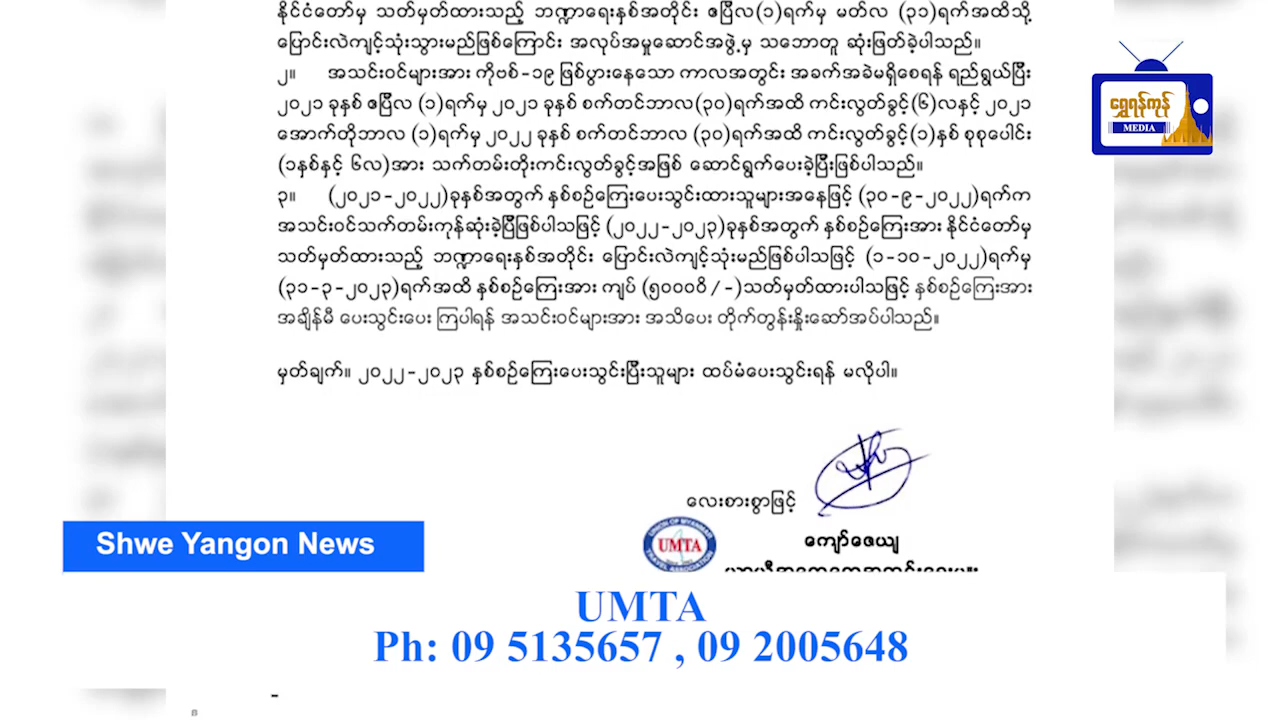 နိုင်ငံတော်မှ သတ်မှတ်ထားသည့် ဘဏ္ဍာရေးနှစ်အတိုင်း ဧပြီလ(၁)ရက်မှ မတ်လ (၃၁)ရက်အထိသို့
ပြောင်းလဲကျင့်သုံးသွားမည်ဖြစ်ကြောင်း အလုပ်အမှုဆောင်အဖွဲ့မှ သဘောတူ ဆုံးဖြတ်ခဲ့ပါသည်။
၂။ အသင်းဝင်များအား ကိုဗစ်-၁၉ ဖြစ်ပွားနေသော ကာလအတွင်း အခက်အခဲမရှိစေရန် ရည်ရွယ်ပြီး
၂၀၂၁ ခုနှစ် ဧပြီလ (၁)ရက်မှ ၂၀၂၁ ခုနှစ် စက်တင်ဘာလ(၃၀)ရက်အထိ ကင်းလွတ်ခွင့်(၆)လနှင့် ၂၀၂၁
အောက်တိုဘာလ (၁)ရက်မှ ၂၀၂၂ ခုနှစ် စက်တင်ဘာလ (၃၀)ရက်အထိ ကင်းလွတ်ခွင့်(၁)နှစ် စုစုပေါင်း
(၁နှစ်နှင့် ၆လ)အား သက်တမ်းတိုးကင်းလွတ်ခွင့်အဖြစ် ဆောင်ရွက်ပေးခဲ့ပြီးဖြစ်ပါသည်။
၃။ (၂၀၂၁-၂၀၂၂)ခုနှစ်အတွက် နှစ်စဉ်ကြေးပေးသွင်းထားသူများအနေဖြင့် (၃၀-၉-၂၀၂၂)ရက်က
အသင်းဝင်သက်တမ်းကုန်ဆုံးခဲ့ပြီဖြစ်ပါသဖြင့် (၂၀၂၂-၂၀၂၃)ခုနှစ်အတွက် နှစ်စဉ်ကြေးအား နိုင်ငံတော်မှ
သတ်မှတ်ထားသည့် ဘဏ္ဍာရေးနှစ်အတိုင်း ပြောင်းလဲကျင့်သုံးမည်ဖြစ်ပါသဖြင့် (၁-၁၀-၂၀၂၂)ရက်မှ
(၃၁-၃-၂၀၂၃)ရက်အထိ နှစ်စဉ်ကြေးအား ကျပ် (၅၀၀၀ဝိ/-)သတ်မှတ်ထားပါသဖြင့် နှစ်စဉ်ကြေးအား
အချိန်မီ ပေးသွင်းပေး ကြပါရန် အသင်းဝင်များအား အသိပေး တိုက်တွန်းနှိုးဆော်အပ်ပါသည်။
မှတ်ချက်။ ၂၀၂၂-၂၀၂၃ နှစ်စဉ်ကြေးပေးသွင်းပြီးသူများ ထပ်မံပေးသွင်းရန် မလိုပါ။
လေးစားစွာဖြင့်
ကျော်ဇေယျ
UNION OF MYANMAR
UMTA
TRAVEL ASSOCIATION
ရွှေရန်ကုန်
MEDIA
Shwe Yangon News
UMTA
Ph: 09 5135657 , 09 2005648